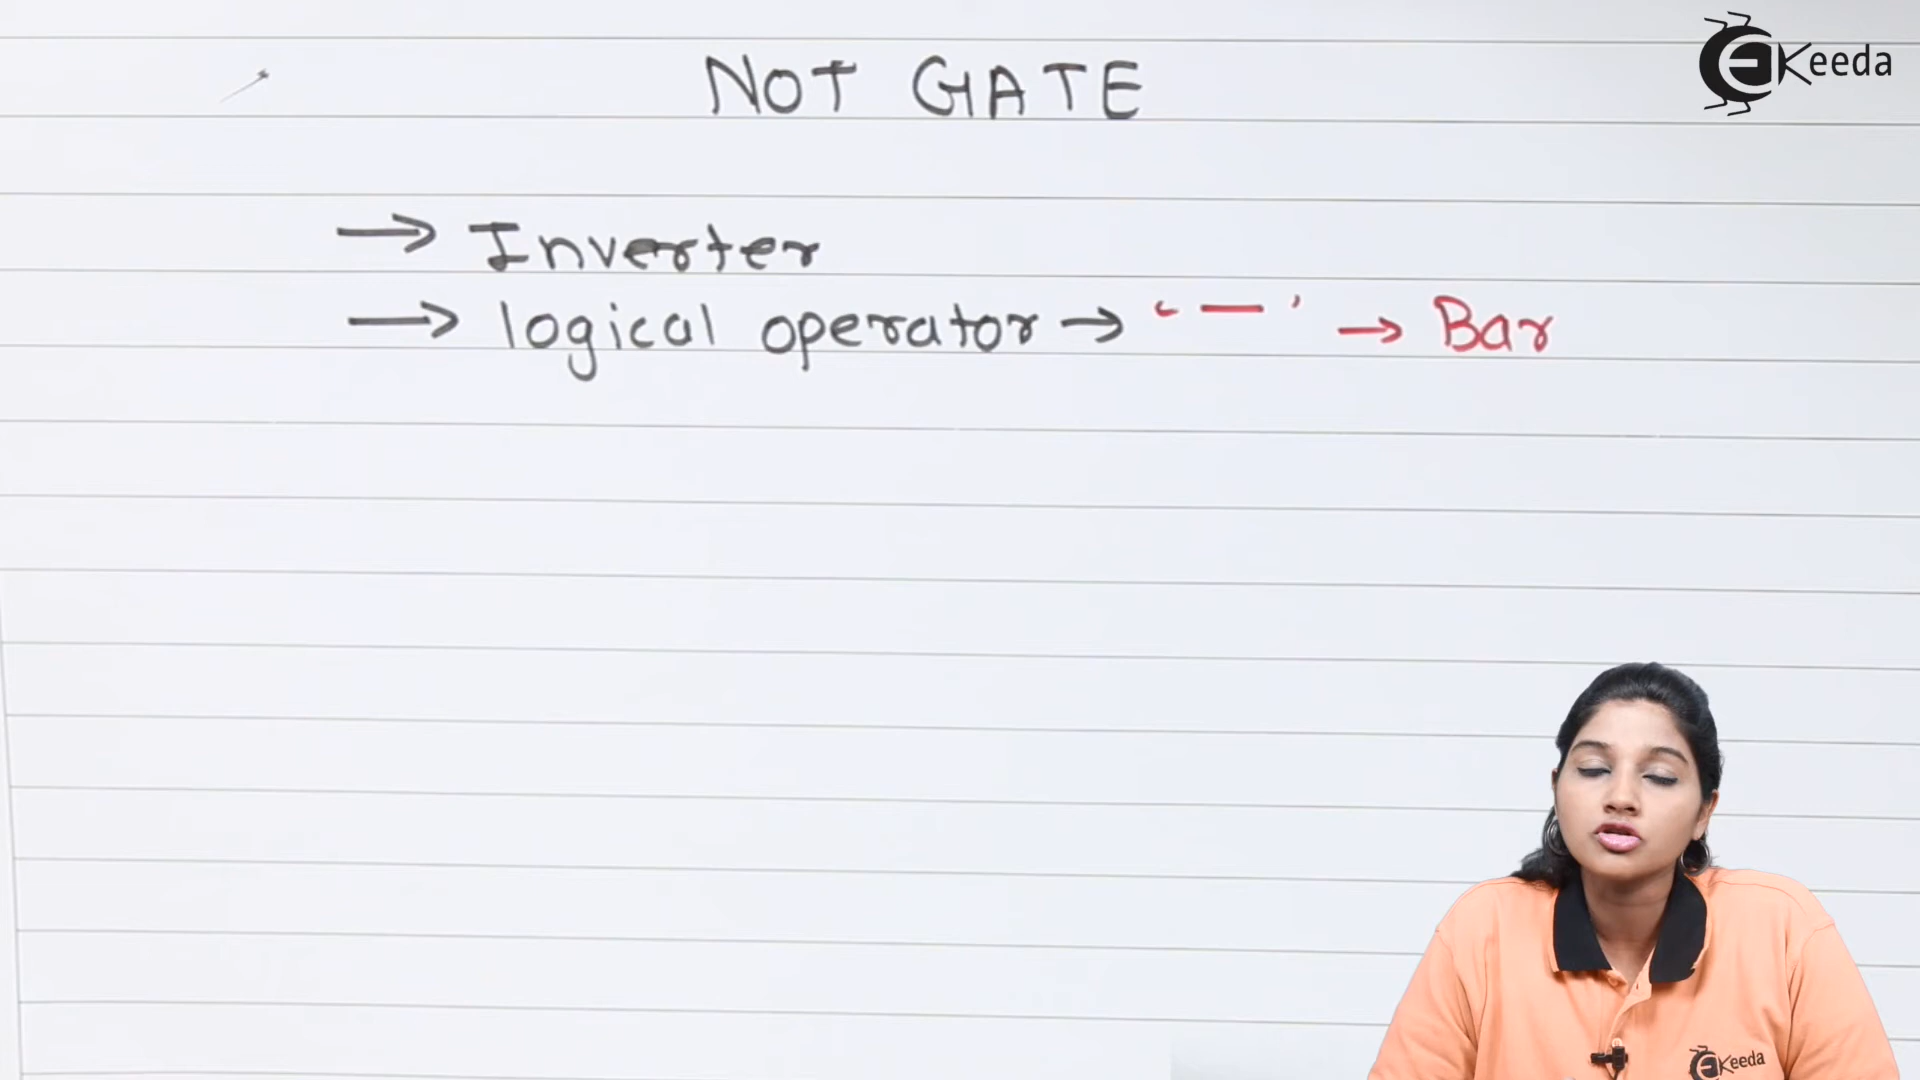 NOT GATE
EKeeda
→ Inverter
→ logical operator → ‘ — ’ → Bar
EKeeda